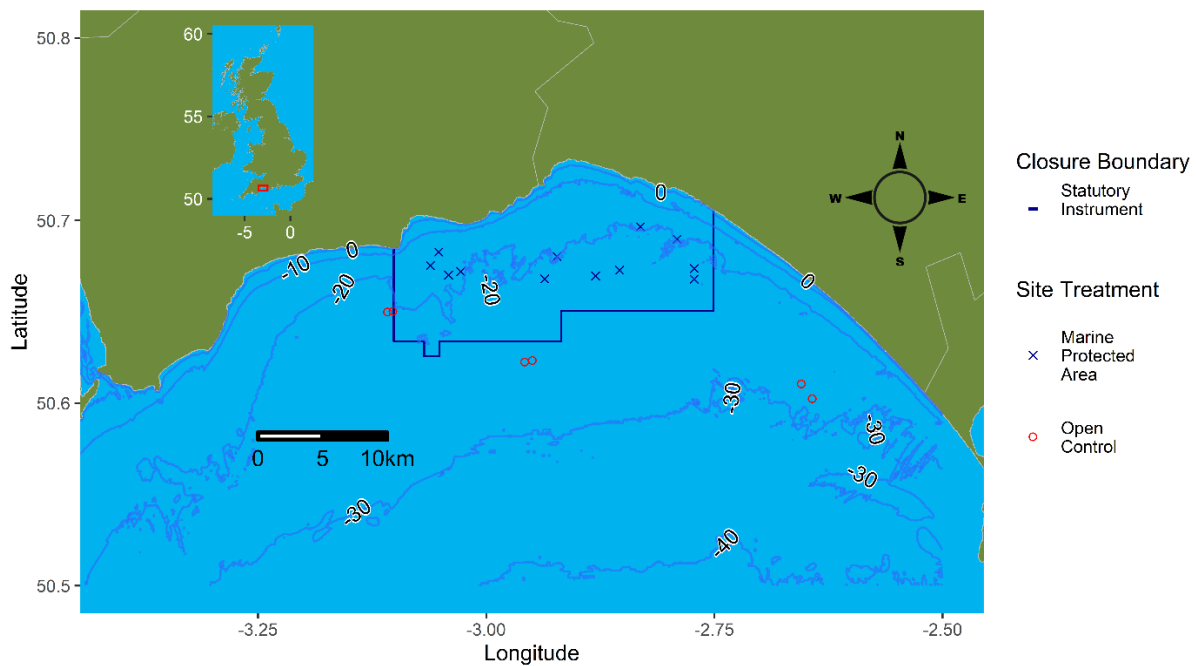 50.8
50.7
50.6
50.5
Latitude
60
55
50
-5
0
N
W
E
S
0
0
0
-10
-20
-20
-30
-30
-30
-30
-40
0
5
10km
-3.25
-3.00
-2.75
-2.50
Longitude
Closure Boundary
Statutory
Instrument
Site Treatment
Marine
Protected
Area
Open
Control